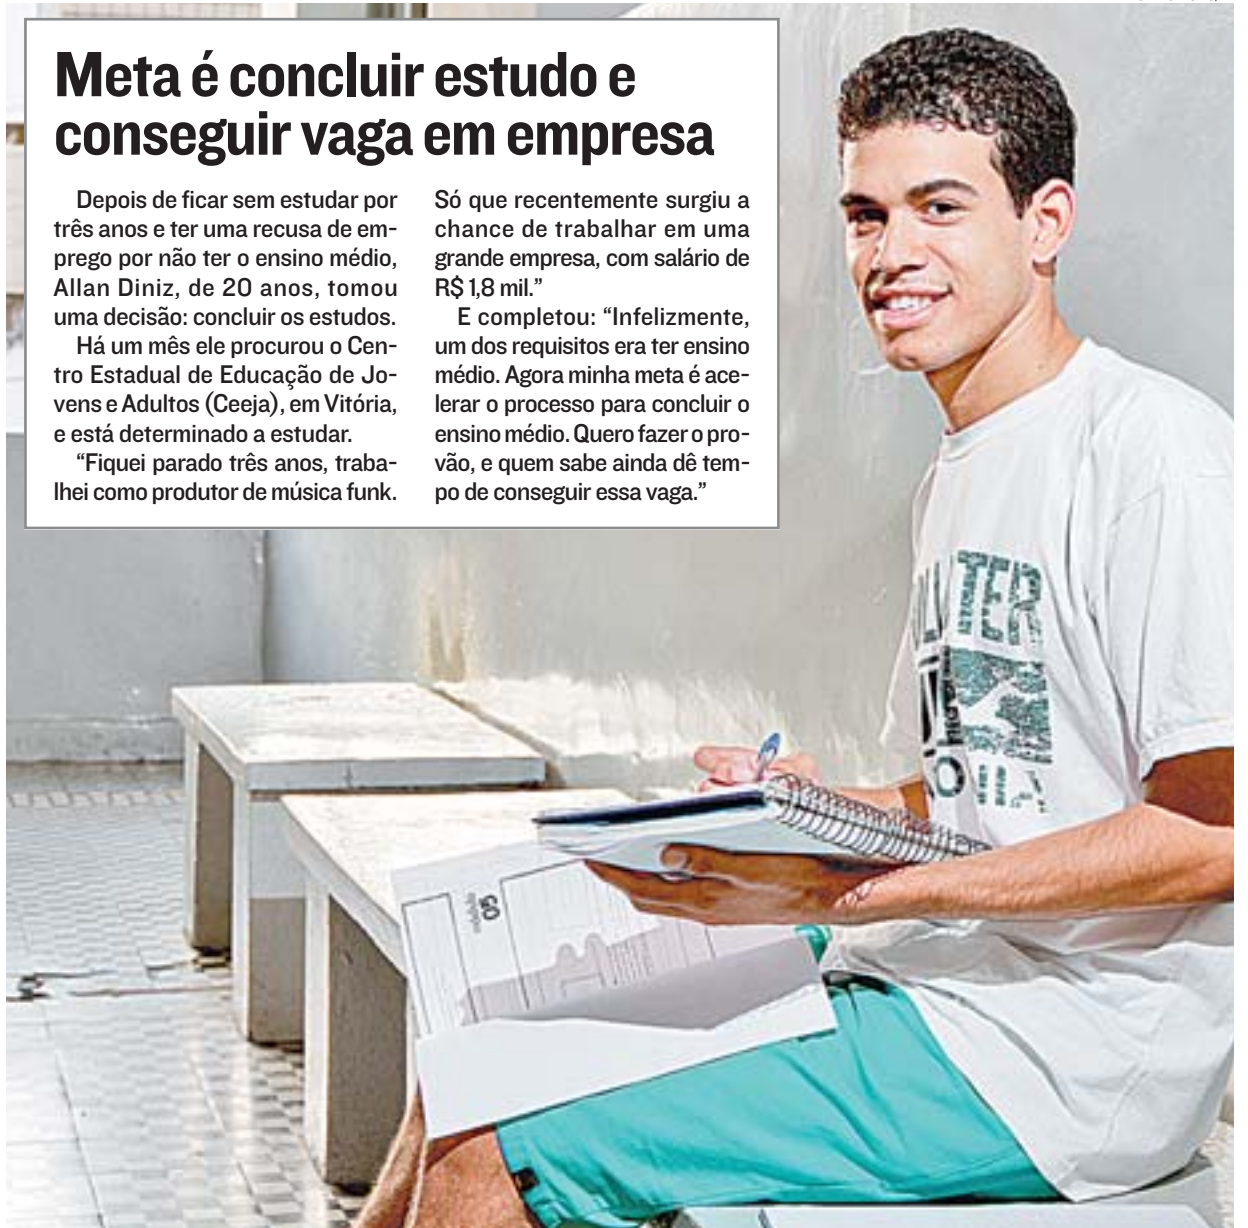 Meta é concluir estudo e
conseguir vaga em empresa
Depois de ficar sem estudar por
três anos e ter uma recusa de em-
prego por não ter o ensino médio,
Allan Diniz, de 20 anos, tomou
uma decisão: concluir os estudos.
Há um mês ele procurou o Cen-
tro Estadual de Educação de Jo-
vens e Adultos (Ceeja), em Vitória,
e está determinado a estudar.
“Fiquei parado três anos, traba-
lhei como produtor de música funk.
Só que recentemente surgiu a
chance de trabalhar em uma
grande empresa, com salário de
R$ 1,8 mil.”
E completou: “Infelizmente,
um dos requisitos era ter ensino
médio. Agora minha meta é ace-
lerar o processo para concluir o
ensino médio. Quero fazer o pro-
vão, e quem sabe ainda dê tem-
po de conseguir essa vaga.”
TER
GO